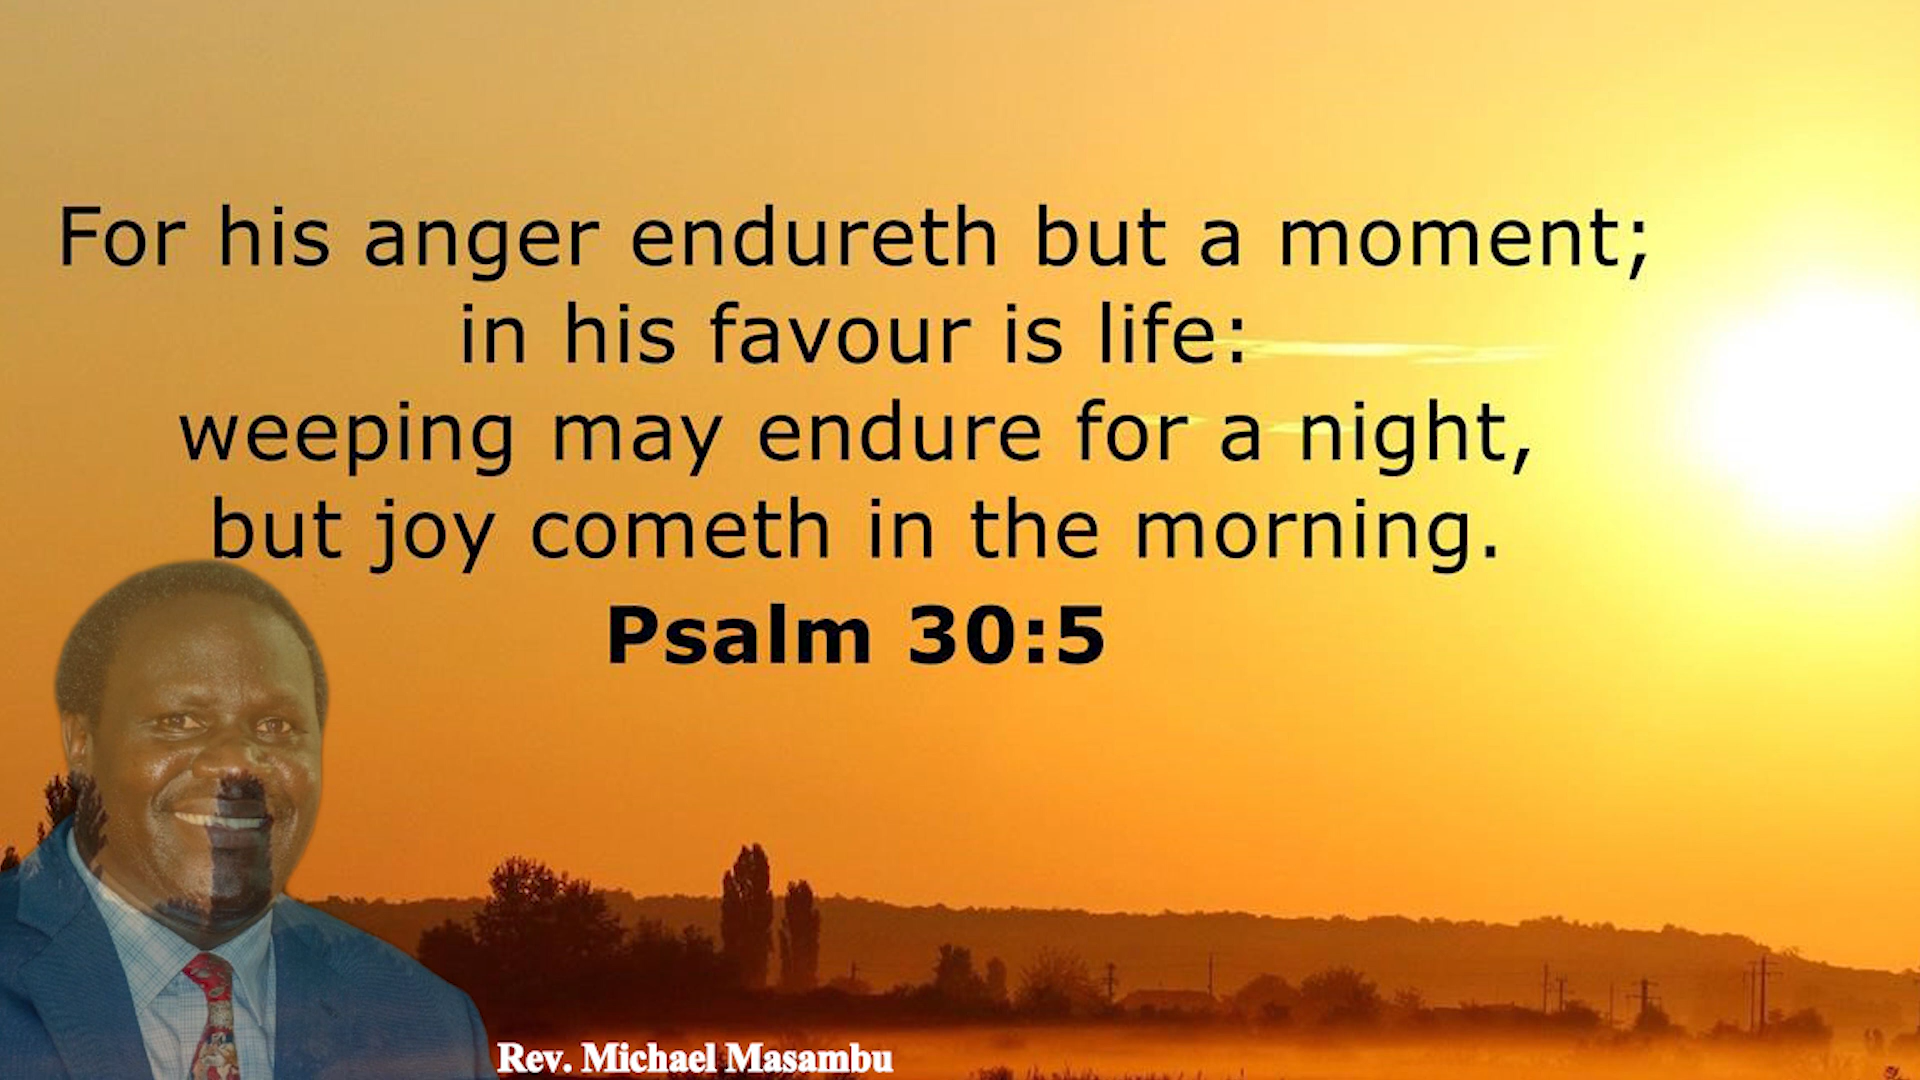 For his anger endureth but a moment;
in his favour is life:
weeping may endure for a night,
but joy cometh in the morning.
Psalm 30:5
Rev. Michael Masambu